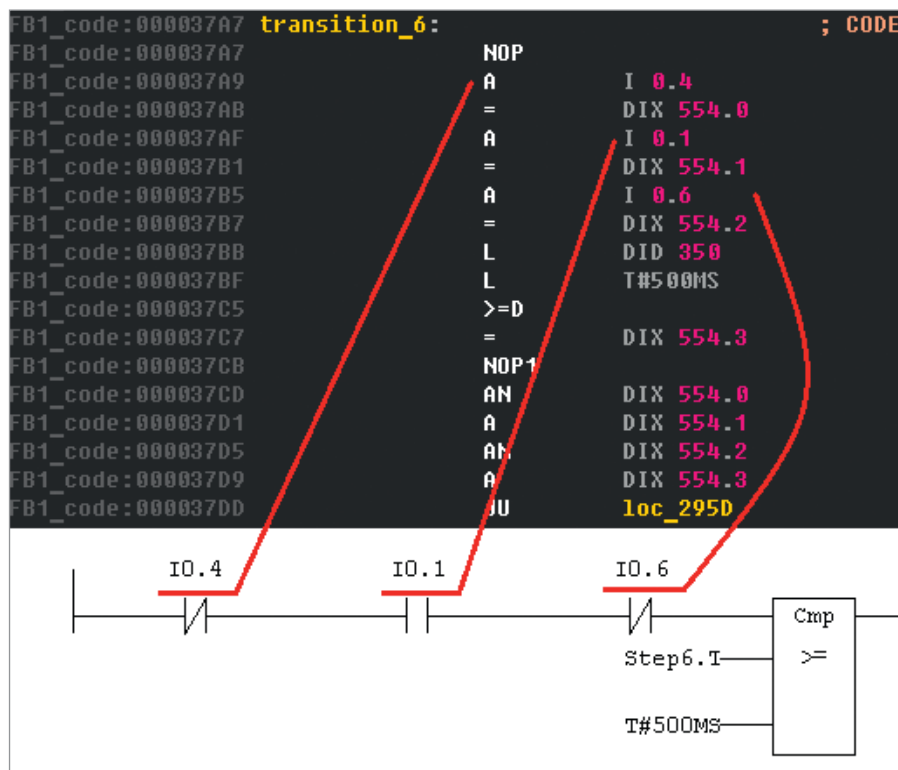 FB1_code:000037A7 transition_6: ; CODE
FB1_code:000037A7 NOP
FB1_code:000037A9 A I 0.4
FB1_code:000037AB = DIX 554.0
FB1_code:000037AF A I 0.1
FB1_code:000037B1 = DIX 554.1
FB1_code:000037B5 A I 0.6
FB1_code:000037B7 = DIX 554.2
FB1_code:000037BB L DID 350
FB1_code:000037BF L T#500MS
FB1_code:000037C5 >=D
FB1_code:000037C7 = DIX 554.3
FB1_code:000037CB NOP1
FB1_code:000037CD AN DIX 554.0
FB1_code:000037D1 A DIX 554.1
FB1_code:000037D5 AN DIX 554.2
FB1_code:000037D9 A DIX 554.3
FB1_code:000037DD JU loc_295D
I0.4 I0.1 I0.6
Cmp
Step6.T >=
T#500MS